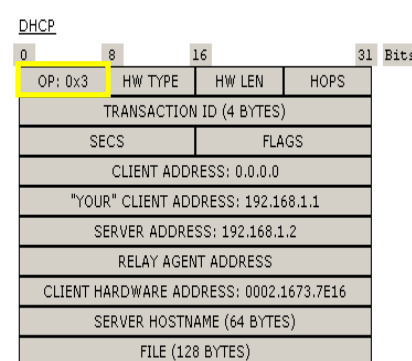 DHCP
0 8 16 31 Bits
OP: 0x3 HW TYPE HW LEN HOPS
TRANSACTION ID (4 BYTES)
SECS FLAGS
CLIENT ADDRESS: 0.0.0.0
"YOUR" CLIENT ADDRESS: 192.168.1.1
SERVER ADDRESS: 192.168.1.2
RELAY AGENT ADDRESS
CLIENT HARDWARE ADDRESS: 0002.1673.7E16
SERVER HOSTNAME (64 BYTES)
FILE (128 BYTES)